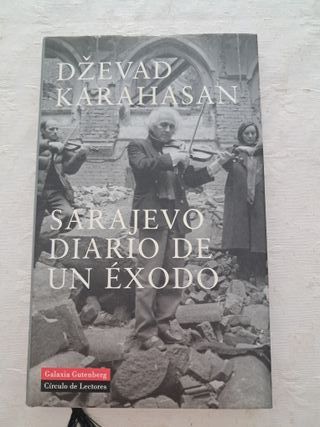 DŽEVAD
KARAHASAN
SARAJEVO
DIARIO DE
UN ÉXODO
Galaxia Gutenberg
Círculo de Lectores